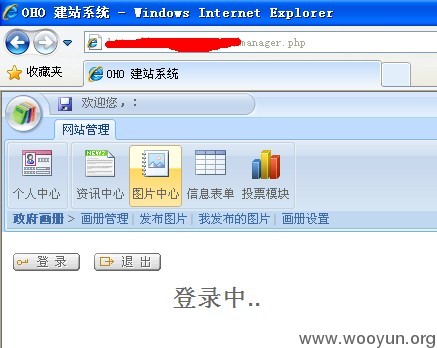 OHO 建站系统 - Windows Internet Explorer
manager.php
收藏夹 OHO 建站系统
欢迎您, :
网站管理
个人中心 资讯中心 图片中心 信息表单 投票模块
政府画册 > 画册管理 | 发布图片 | 我发布的图片 | 画册设置
登 录 退 出
登录中..
www.wooyun.org